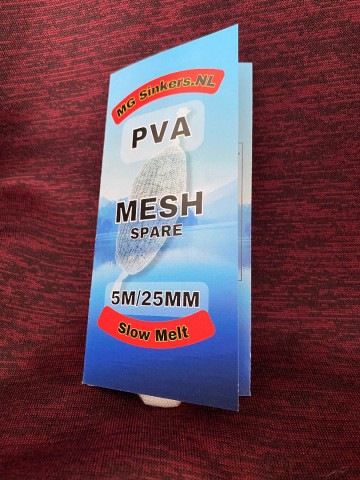 MG Sinkers.NL
PVA
MESH
SPARE
5M/25MM
Slow Melt